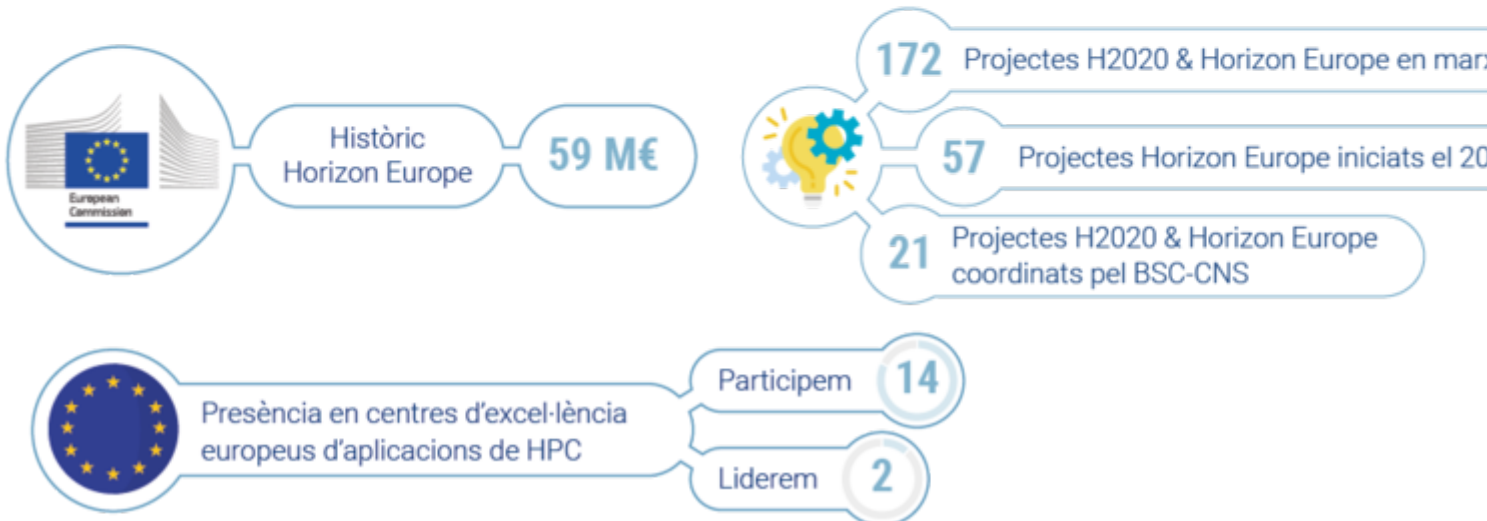 European
Commission
Històric
Horizon Europe
59 M€
172
Projectes H2020 & Horizon Europe en
57
Projectes Horizon Europe iniciats el
21
Projectes H2020 & Horizon Europe
coordinats pel BSC-CNS
Presència en centres d'excel·lència
europeus d'aplicacions de HPC
Participem
14
Liderem
2